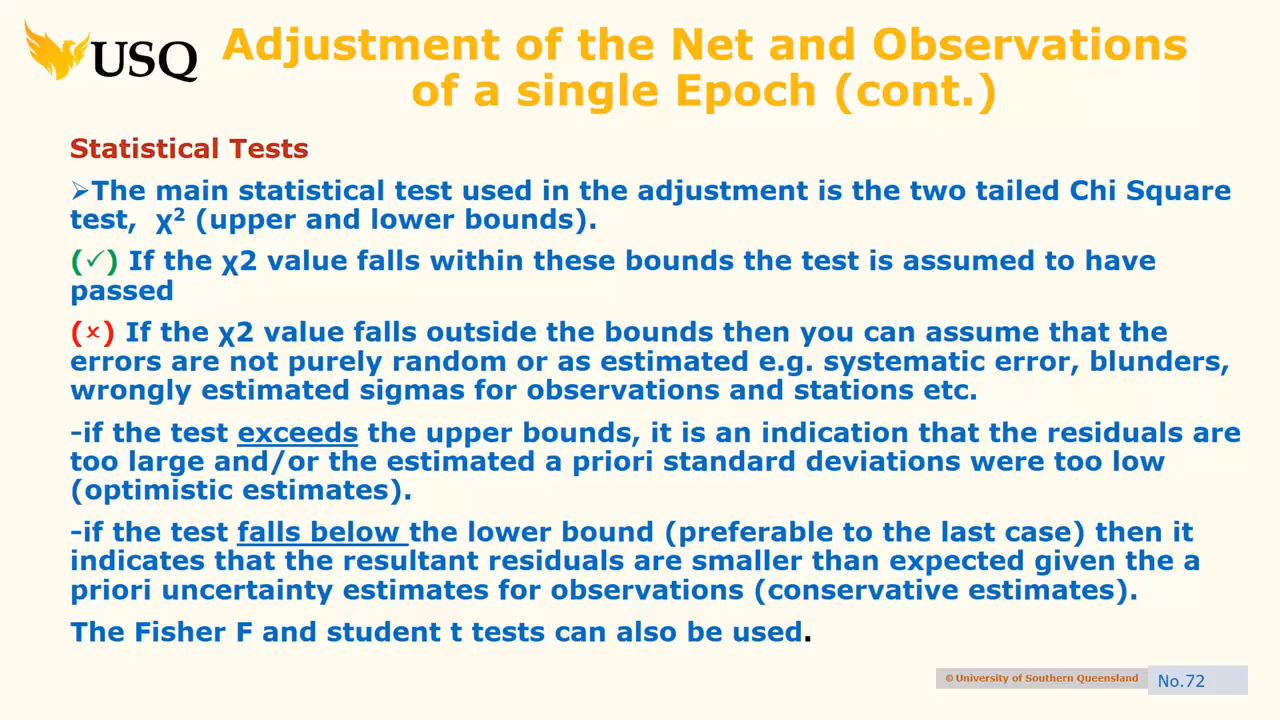 USQ
Adjustment of the Net and Observations
of a single Epoch (cont.)
Statistical Tests
➢The main statistical test used in the adjustment is the two tailed Chi Square
test, χ² (upper and lower bounds).
(✓) If the χ2 value falls within these bounds the test is assumed to have
passed
(×) If the χ2 value falls outside the bounds then you can assume that the
errors are not purely random or as estimated e.g. systematic error, blunders,
wrongly estimated sigmas for observations and stations etc.
-if the test exceeds the upper bounds, it is an indication that the residuals are
too large and/or the estimated a priori standard deviations were too low
(optimistic estimates).
-if the test falls below the lower bound (preferable to the last case) then it
indicates that the resultant residuals are smaller than expected given the a
priori uncertainty estimates for observations (conservative estimates).
The Fisher F and student t tests can also be used.
© University of Southern Queensland
No.72